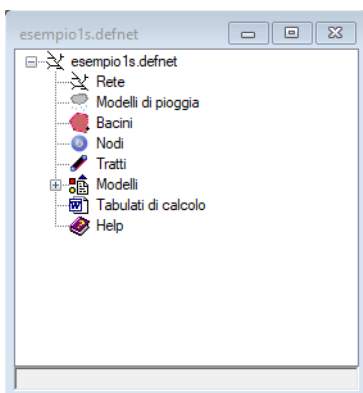 esempio1s.defnet
esempio1s.defnet
Rete
Modelli di pioggia
Bacini
Nodi
Tratti
Modelli
Tabulati di calcolo
Help